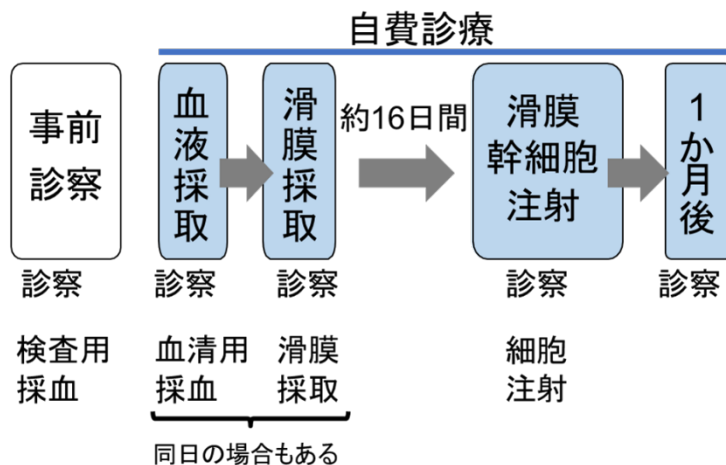 自費診療
事前
診察
血液採取
滑膜採取
約16日間
滑膜
幹細胞
注射
1か月後
診察
診察
診察
診察
診察
検査用
採血
血清用
採血
滑膜
採取
細胞
注射
同日の場合もある